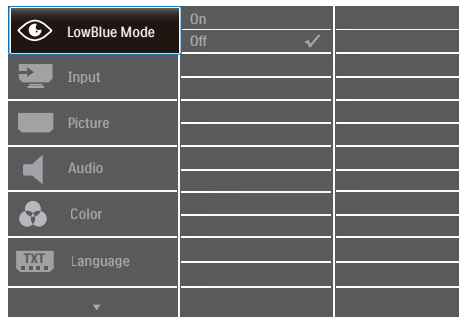 LowBlue Mode
On
Off
Input
Picture
Audio
Color
TXT
Language